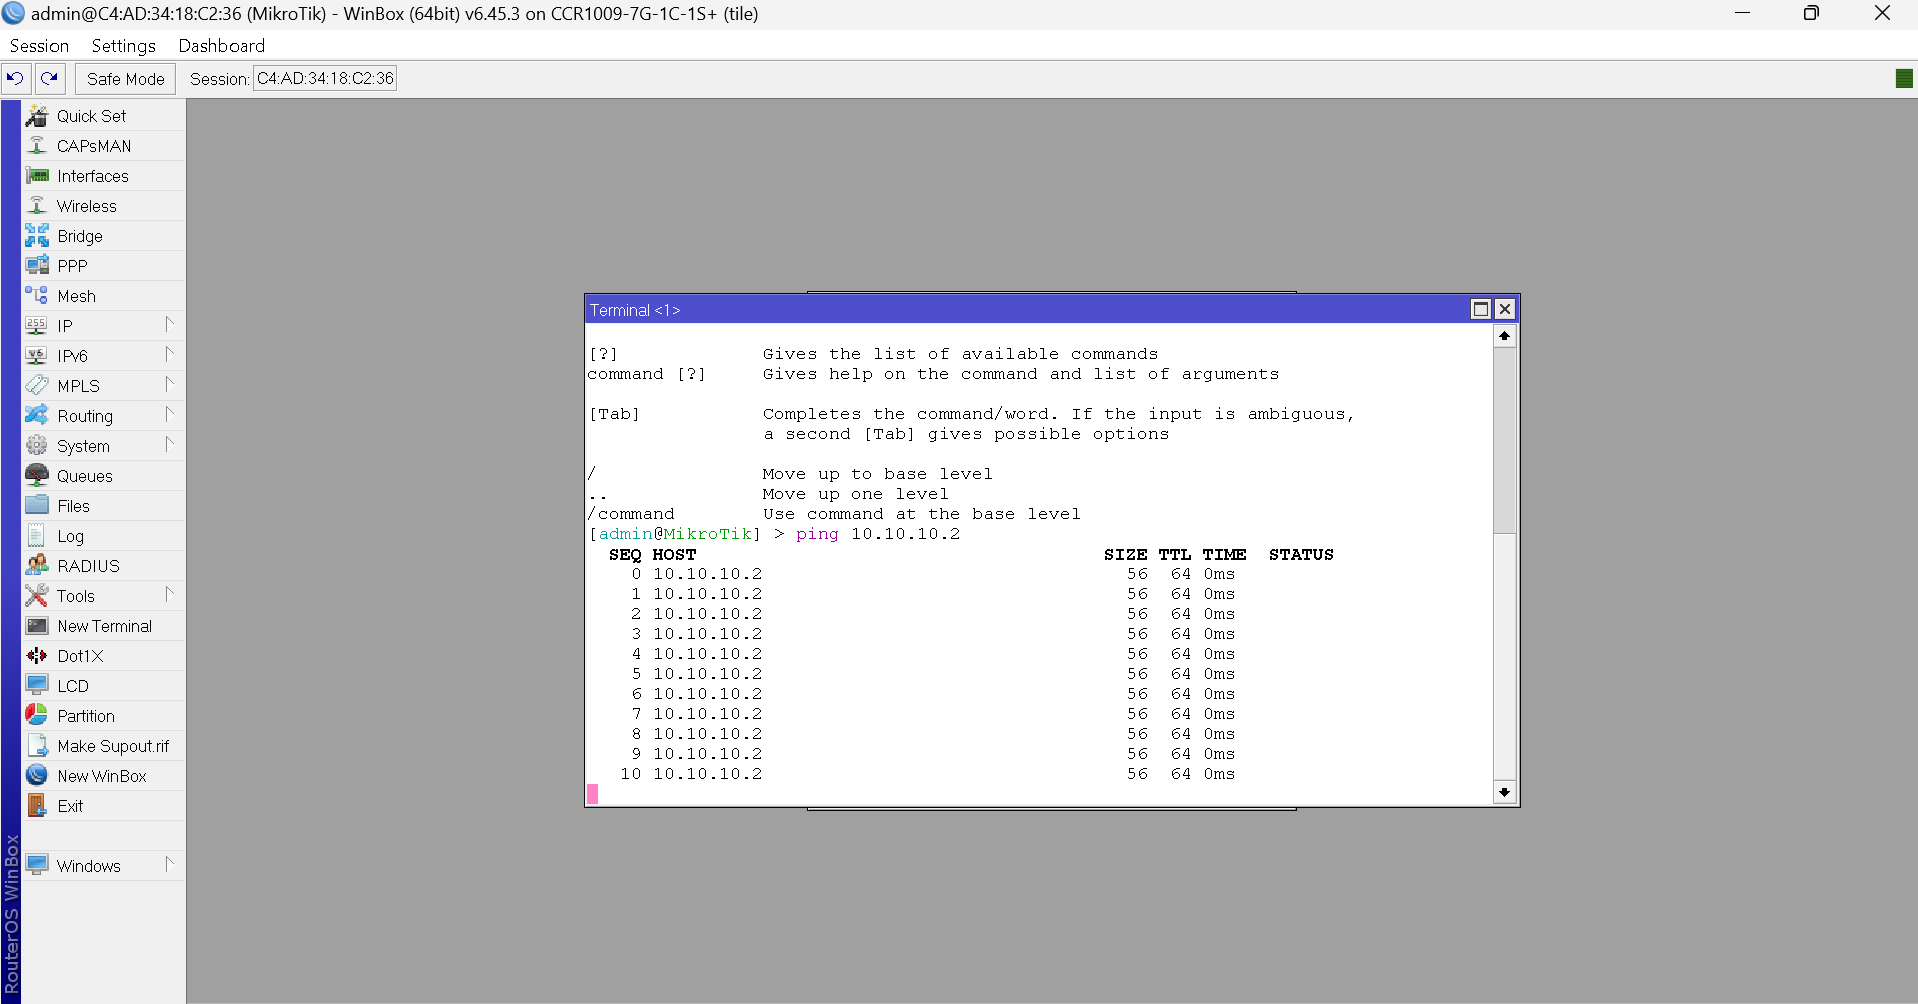 admin@C4:AD:34:18:C2:36 (MikroTik) - WinBox (64bit) v6.45.3 on CCR1009-7G-1C-1S+ (tile)
Session Settings Dashboard
Safe Mode Session: C4:AD:34:18:C2:36
Quick Set
CAPsMAN
Interfaces
Wireless
Bridge
PPP
Mesh
IP
IPv6
MPLS
Routing
System
Queues
Files
Log
RADIUS
Tools
New Terminal
Dot1X
LCD
Partition
Make Supout.rif
New WinBox
Exit
Windows
RouterOS WinBox
Terminal <1>
[?] Gives the list of available commands
command [?] Gives help on the command and list of arguments
[Tab] Completes the command/word. If the input is ambiguous,
a second [Tab] gives possible options
/ Move up to base level
.. Move up one level
/command Use command at the base level
[admin@MikroTik] > ping 10.10.10.2
SEQ HOST SIZE TTL TIME STATUS
0 10.10.10.2 56 64 0ms
1 10.10.10.2 56 64 0ms
2 10.10.10.2 56 64 0ms
3 10.10.10.2 56 64 0ms
4 10.10.10.2 56 64 0ms
5 10.10.10.2 56 64 0ms
6 10.10.10.2 56 64 0ms
7 10.10.10.2 56 64 0ms
8 10.10.10.2 56 64 0ms
9 10.10.10.2 56 64 0ms
10 10.10.10.2 56 64 0ms